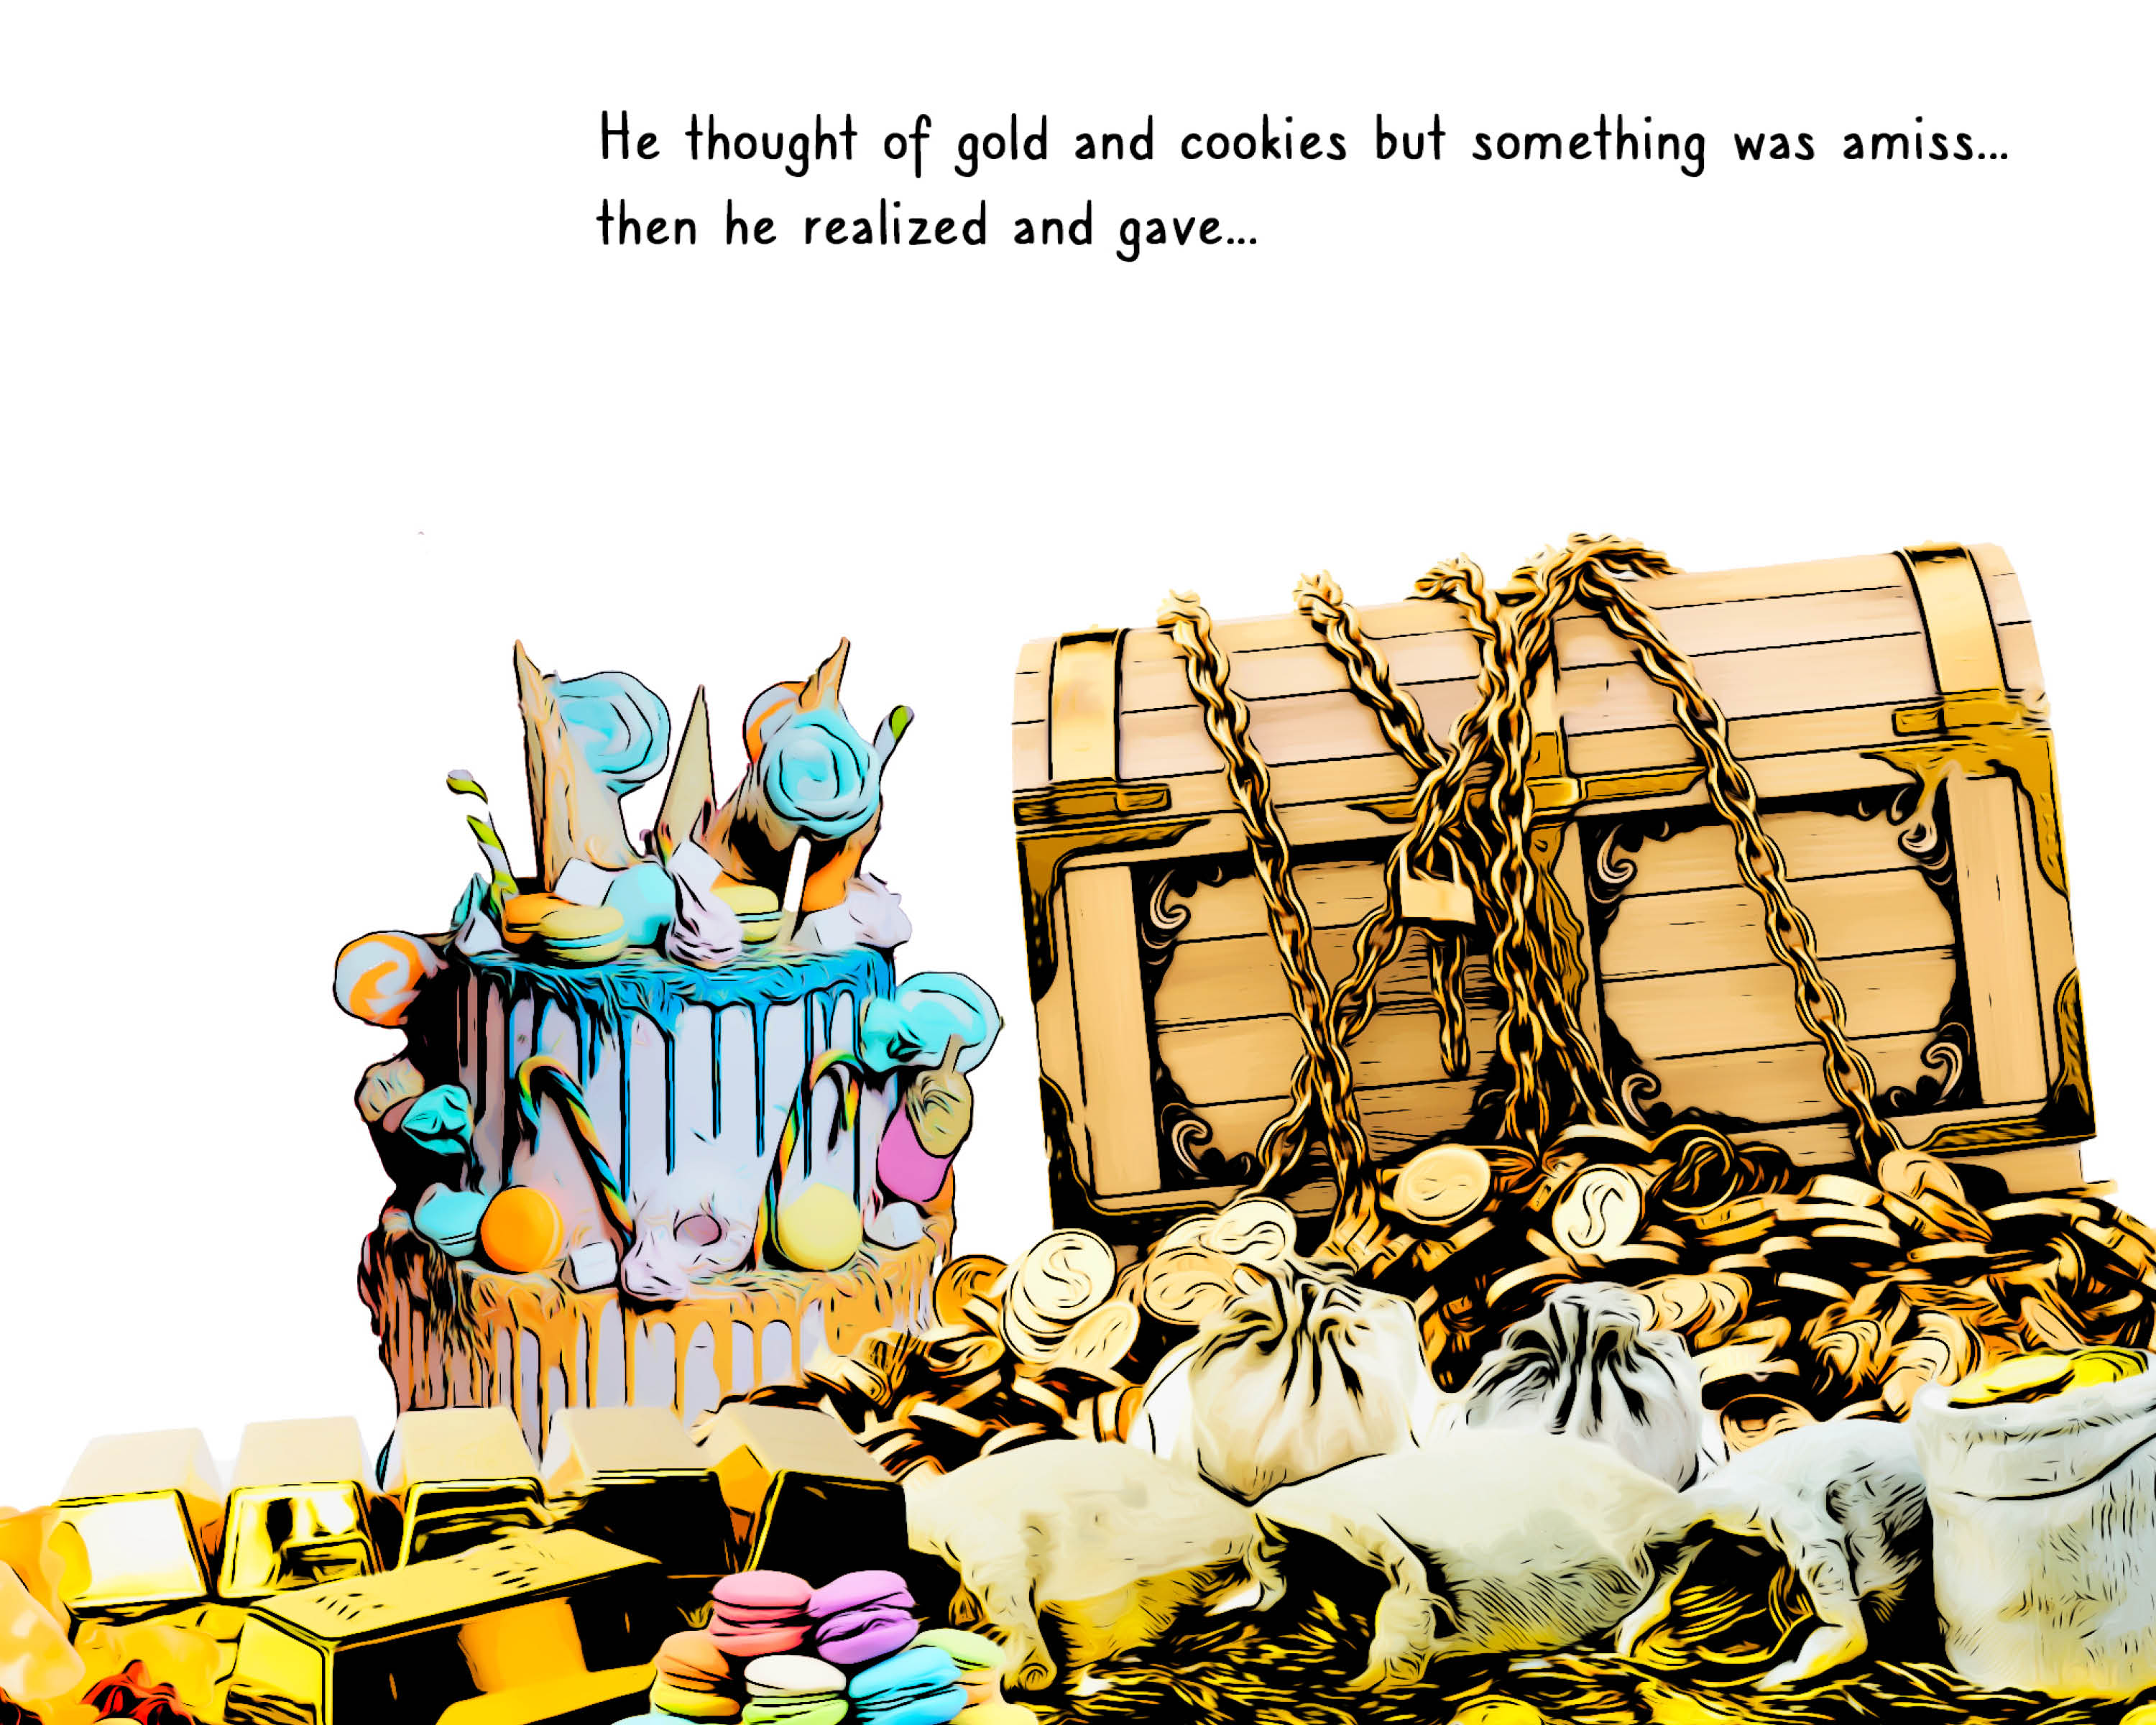 He thought of gold and cookies but something was amiss...
then he realized and gave...